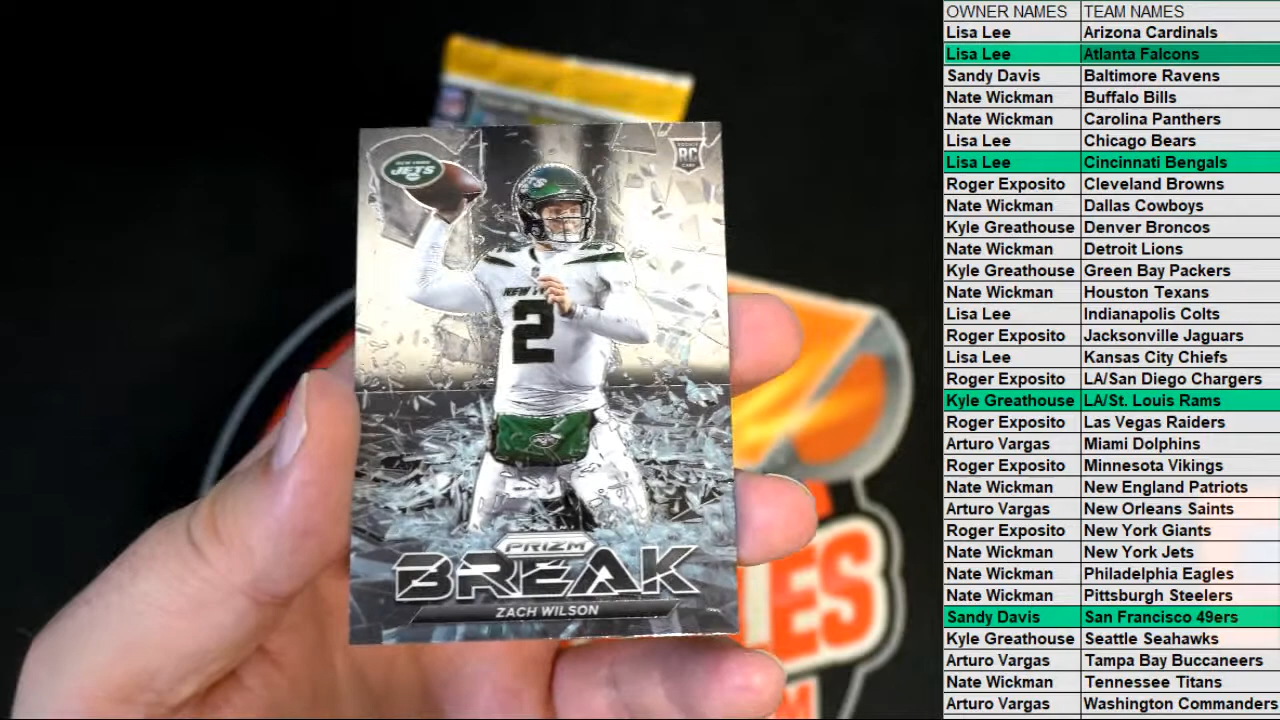 NEW YORK
JETS
ROOKIE
RC
CARD
2
PRIZM
BREAK
ZACH WILSON
OWNER NAMES TEAM NAMES
Lisa Lee Arizona Cardinals
Lisa Lee Atlanta Falcons
Sandy Davis Baltimore Ravens
Nate Wickman Buffalo Bills
Nate Wickman Carolina Panthers
Lisa Lee Chicago Bears
Lisa Lee Cincinnati Bengals
Roger Exposito Cleveland Browns
Nate Wickman Dallas Cowboys
Kyle Greathouse Denver Broncos
Nate Wickman Detroit Lions
Kyle Greathouse Green Bay Packers
Nate Wickman Houston Texans
Lisa Lee Indianapolis Colts
Roger Exposito Jacksonville Jaguars
Lisa Lee Kansas City Chiefs
Roger Exposito LA/San Diego Chargers
Kyle Greathouse LA/St. Louis Rams
Roger Exposito Las Vegas Raiders
Arturo Vargas Miami Dolphins
Roger Exposito Minnesota Vikings
Nate Wickman New England Patriots
Arturo Vargas New Orleans Saints
Roger Exposito New York Giants
Nate Wickman New York Jets
Nate Wickman Philadelphia Eagles
Nate Wickman Pittsburgh Steelers
Sandy Davis San Francisco 49ers
Kyle Greathouse Seattle Seahawks
Arturo Vargas Tampa Bay Buccaneers
Nate Wickman Tennessee Titans
Arturo Vargas Washington Commanders